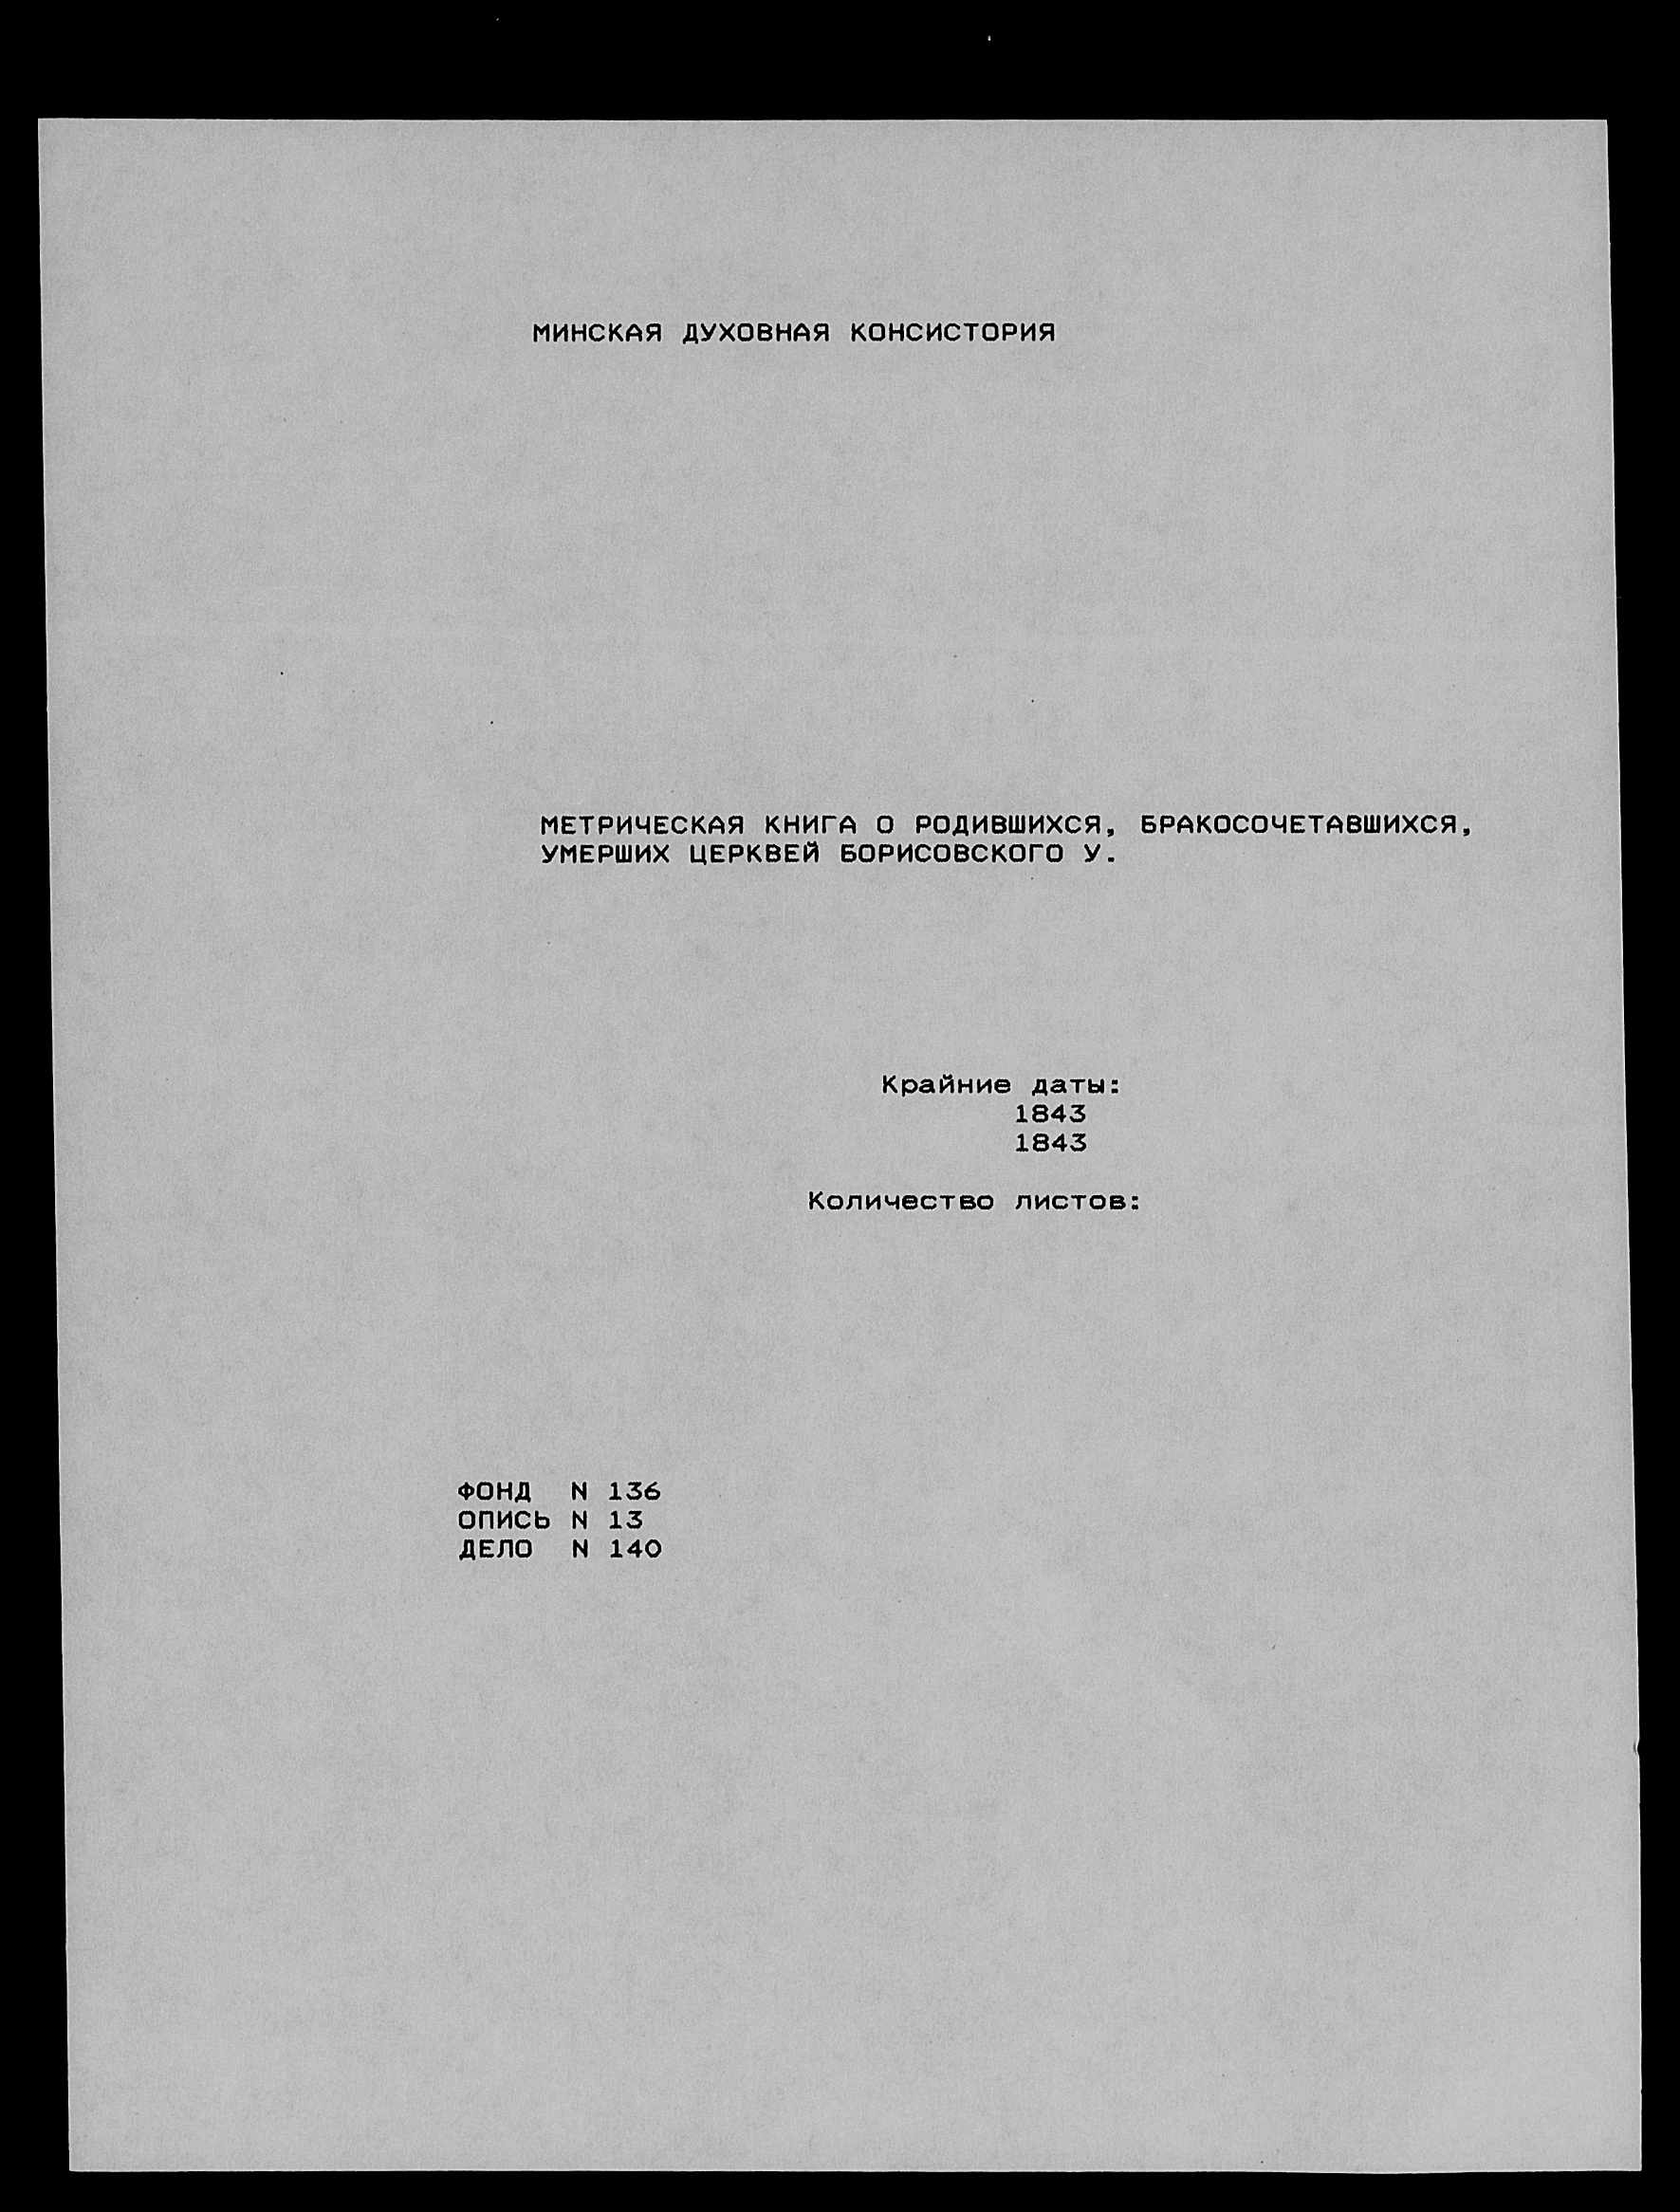 МИНСКАЯ ДУХОВНАЯ КОНСИСТОРИЯ
МЕТРИЧЕСКАЯ КНИГА О РОДИВШИХСЯ, БРАКОСОЧЕТАВШИХСЯ,
УМЕРШИХ ЦЕРКВЕЙ БОРИСОВСКОГО У.
Крайние даты:
1843
1843
Количество листов:
ФОНД N 136
ОПИСЬ N 13
ДЕЛО N 140